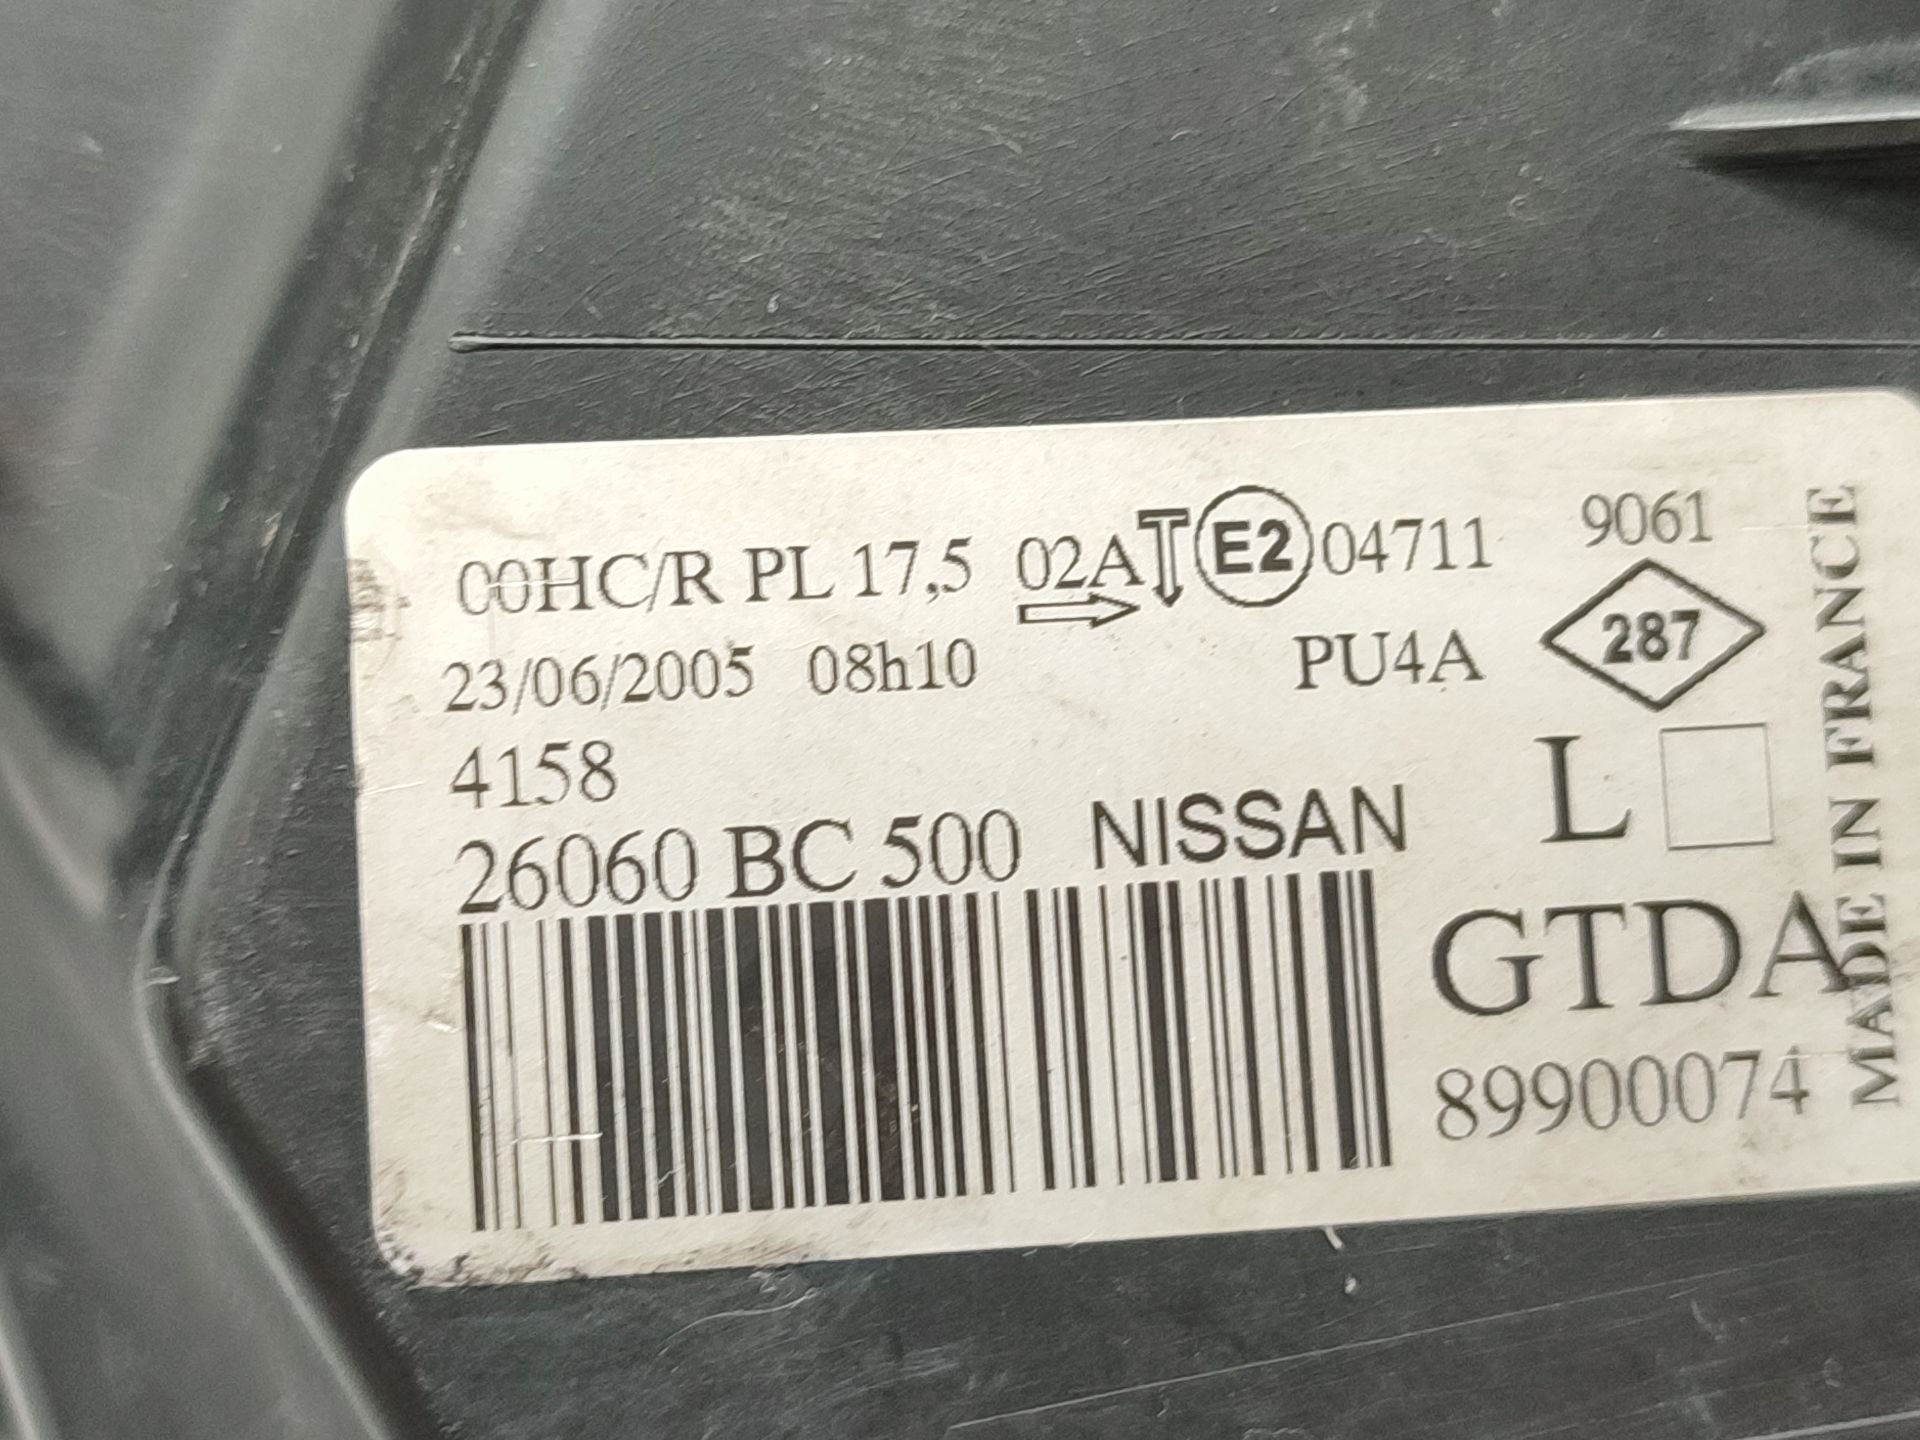 00HC/R PL 17,5 02A E2 04711 9061
23/06/2005 08h10 PU4A 287
4158
26060 BC 500 NISSAN L
GTDA
89900074
MADE IN FRANCE